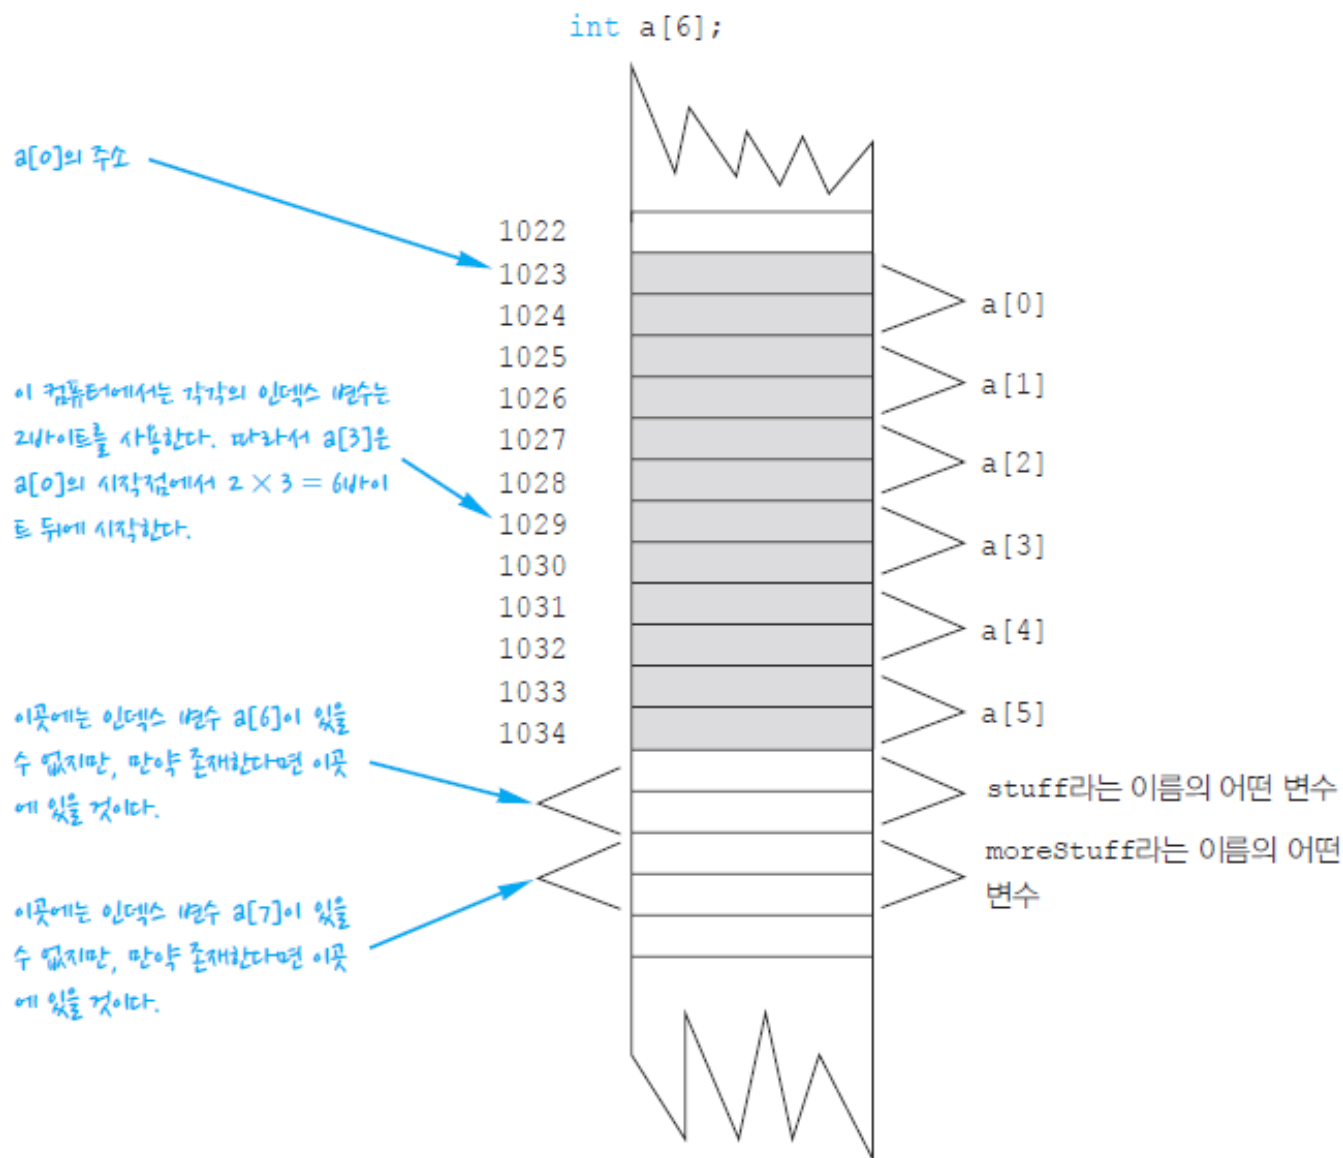 int a[6];
a[0]의 주소
1022
1023
1024
1025
1026
1027
1028
1029
1030
1031
1032
1033
1034
a[0]
a[1]
a[2]
a[3]
a[4]
a[5]
이 컴퓨터에서는 각각의 인덱스 변수는
2바이트를 사용한다. 따라서 a[3]은
a[0]의 시작점에서 2 × 3 = 6바이
트 뒤에 시작한다.
이곳에는 인덱스 변수 a[6]이 있을
수 없지만, 만약 존재한다면 이곳
에 있을 것이다.
이곳에는 인덱스 변수 a[7]이 있을
수 없지만, 만약 존재한다면 이곳
에 있을 것이다.
stuff라는 이름의 어떤 변수
moreStuff라는 이름의 어떤
변수